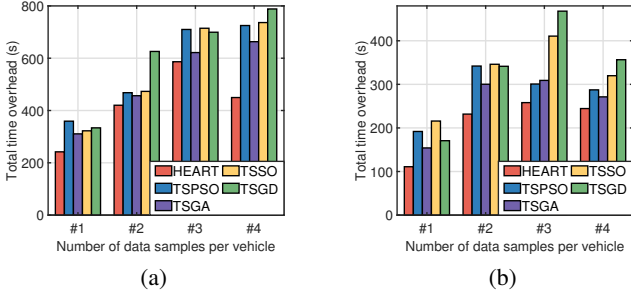 Total time overhead (s)
800
600
400
200
0
HEART
TSPSO
TSGA
TSSO
TSGD
#1 #2 #3 #4
Number of data samples per vehicle
(a)
Total time overhead (s)
400
300
200
100
0
HEART
TSPSO
TSGA
TSSO
TSGD
#1 #2 #3 #4
Number of data samples per vehicle
(b)